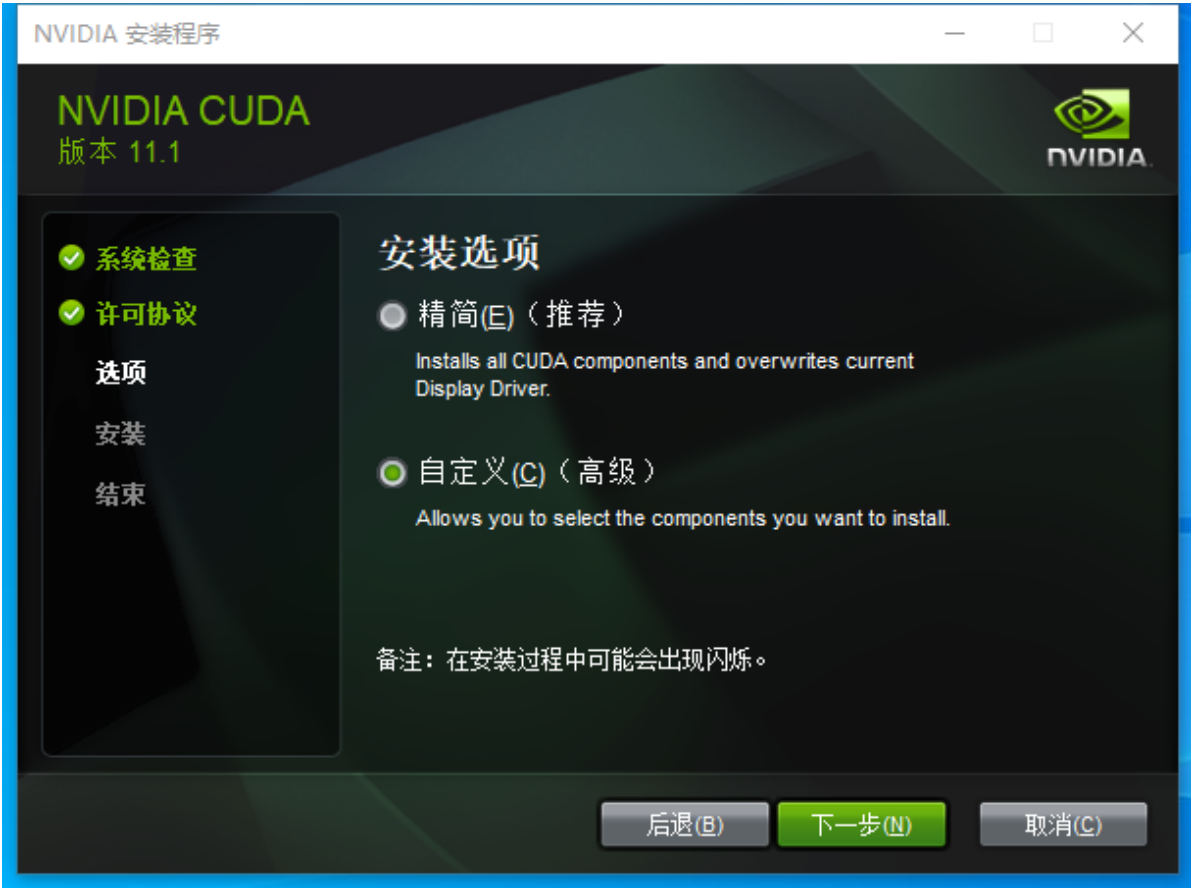 NVIDIA 安装程序
NVIDIA CUDA
版本 11.1
NVIDIA.
系统检查
许可协议
选项
安装
结束
安装选项
精简(E)（推荐）
Installs all CUDA components and overwrites current
Display Driver.
自定义(C)（高级）
Allows you to select the components you want to install.
备注：在安装过程中可能会出现闪烁。
后退(B)
下一步(N)
取消(C)